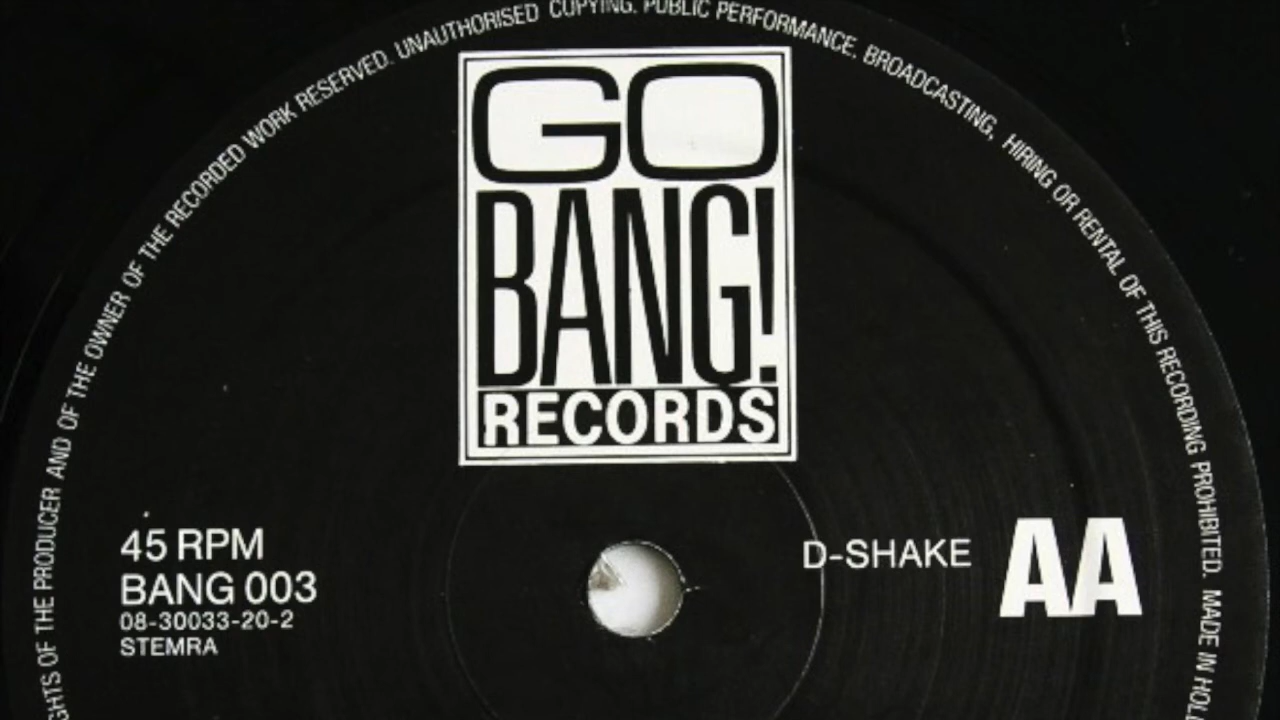 GHTS OF THE PRODUCER AND OF THE OWNER OF THE RECORDED WORK RESERVED. UNAUTHORISED COPYING. PUBLIC PERFORMANCE. BROADCASTING, HIRING OR RENTAL OF THIS RECORDING PROHIBITED. MADE IN HOL
GO
BANG!
RECORDS
45 RPM
BANG 003
08-30033-20-2
STEMRA
D-SHAKE
AA